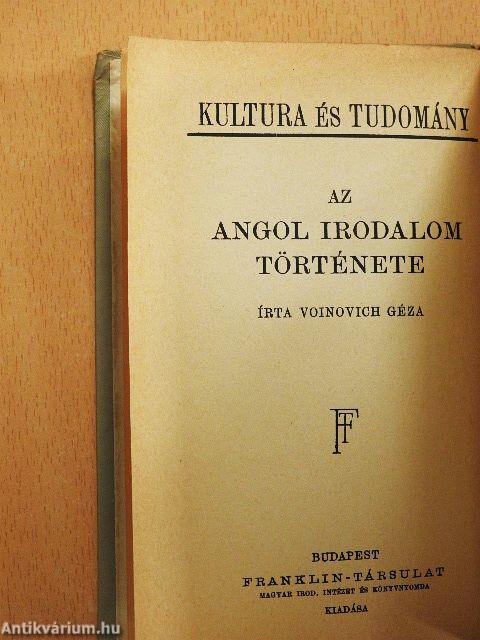 KULTURA ÉS TUDOMÁNY
AZ
ANGOL IRODALOM
TÖRTÉNETE
ÍRTA VOINOVICH GÉZA
FT
BUDAPEST
FRANKLIN-TÁRSULAT
MAGYAR IROD. INTÉZET ÉS KÖNYVNYOMDA
KIADÁSA
Antikvárium.hu